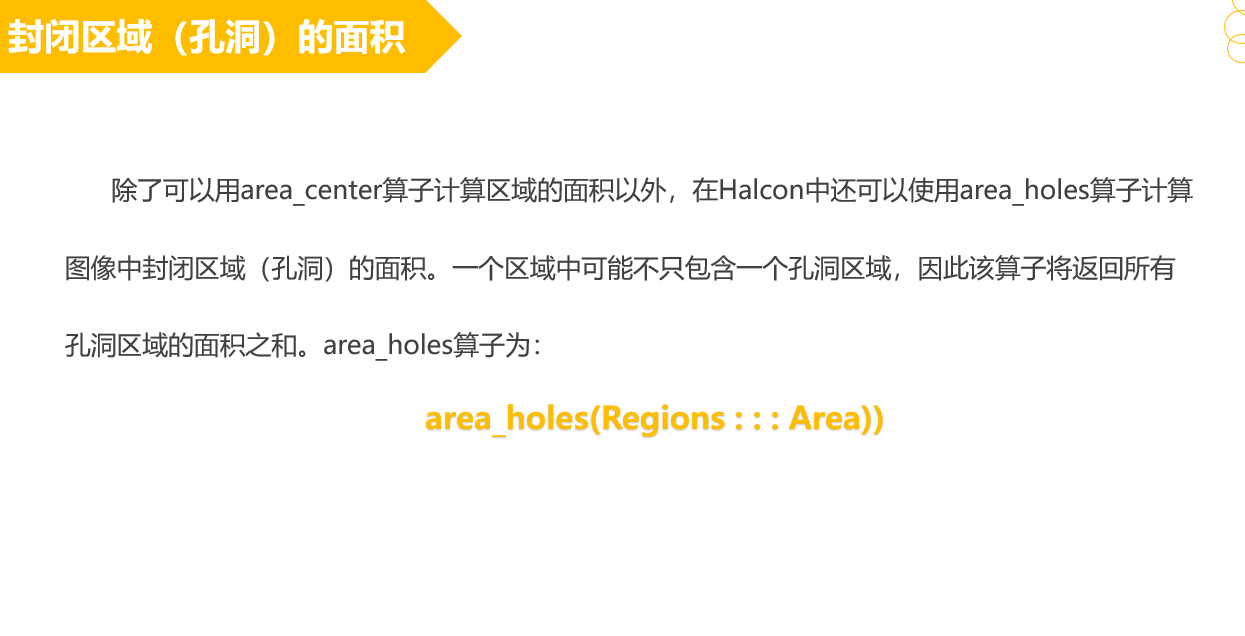 封闭区域（孔洞）的面积
除了可以用area_center算子计算区域的面积以外，在Halcon中还可以使用area_holes算子计算
图像中封闭区域（孔洞）的面积。一个区域中可能不只包含一个孔洞区域，因此该算子将返回所有
孔洞区域的面积之和。area_holes算子为：
area_holes(Regions : : : Area))